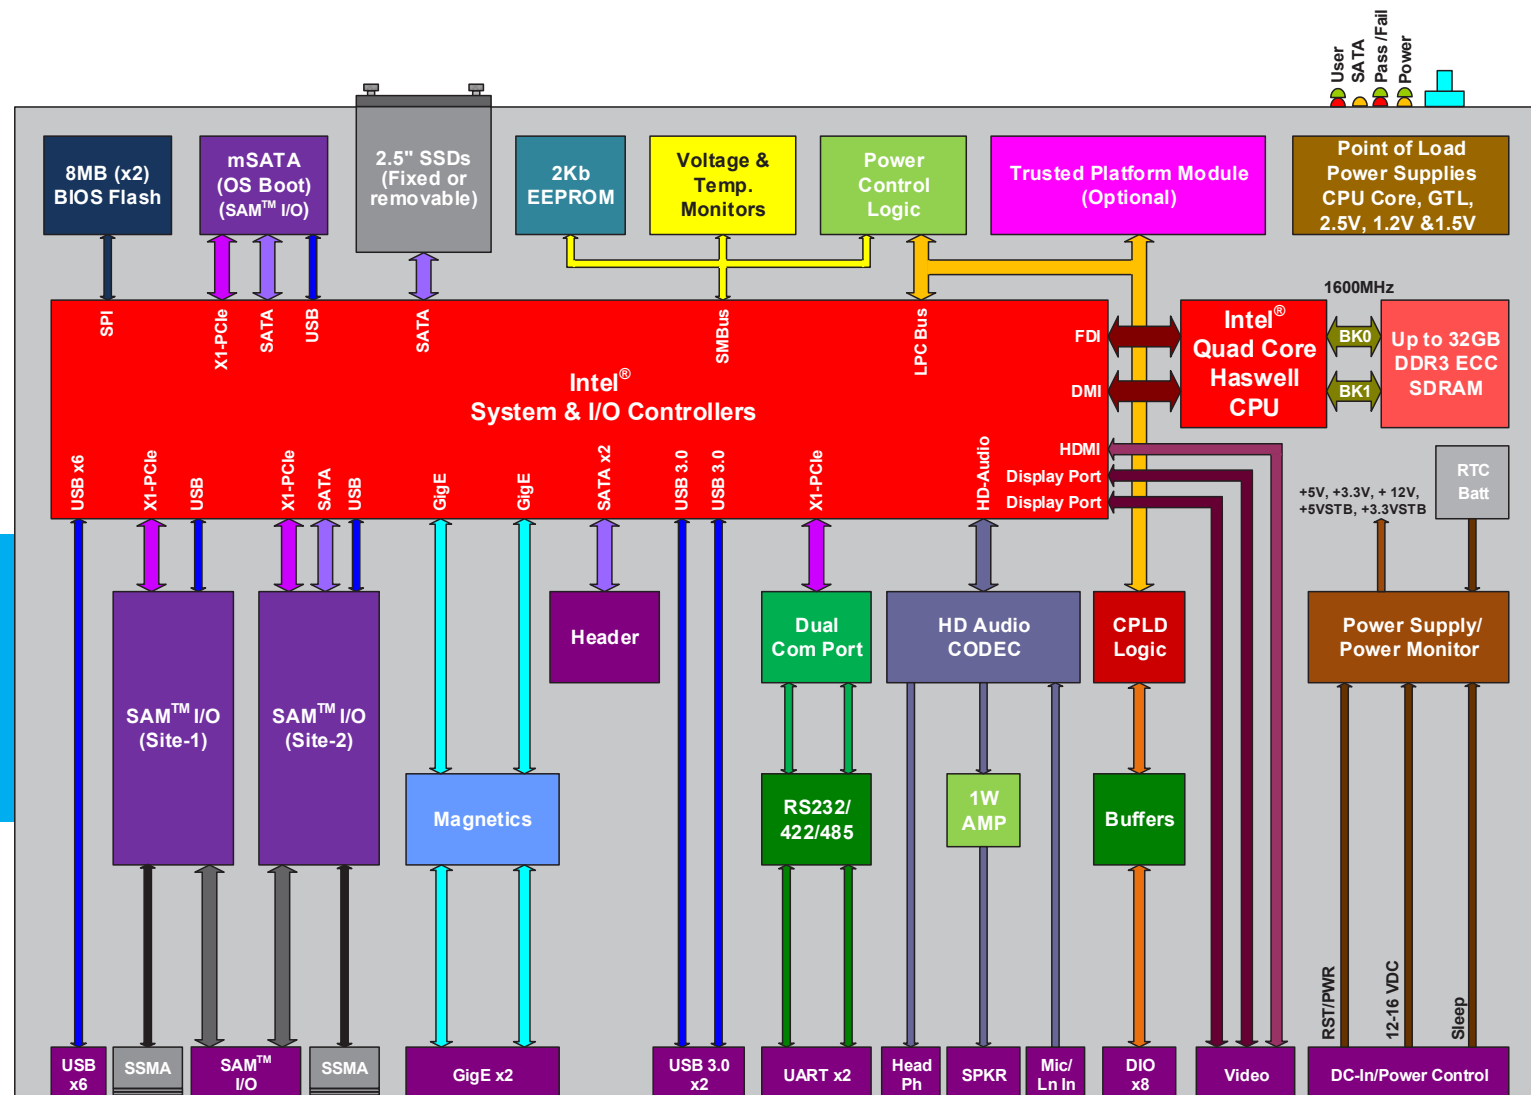 User
SATA
Pass /Fail
Power
8MB (x2)
BIOS Flash
mSATA
(OS Boot)
(SAM™ I/O)
2.5" SSDs
(Fixed or
removable)
2Kb
EEPROM
Voltage &
Temp.
Monitors
Power
Control
Logic
Trusted Platform Module
(Optional)
Point of Load
Power Supplies
CPU Core, GTL,
2.5V, 1.2V &1.5V
SPI
X1-PCIe
SATA
USB
SATA
SMBus
LPC Bus
FDI
DMI
HDMI
Display Port
Display Port
Intel®
System & I/O Controllers
Intel®
Quad Core
Haswell
CPU
1600MHz
BK0
BK1
Up to 32GB
DDR3 ECC
SDRAM
USB x6
X1-PCIe
USB
X1-PCIe
SATA
USB
GigE
GigE
SATA x2
USB 3.0
USB 3.0
X1-PCIe
HD-Audio
RTC
Batt
+5V, +3.3V, + 12V,
+5VSTB, +3.3VSTB
SAM™ I/O
(Site-1)
SAM™ I/O
(Site-2)
Header
Dual
Com Port
HD Audio
CODEC
CPLD
Logic
Power Supply/
Power Monitor
Magnetics
RS232/
422/485
1W
AMP
Buffers
RST/PWR
12-16 VDC
Sleep
USB
x6
SSMA
SAM™
I/O
SSMA
GigE x2
USB 3.0
x2
UART x2
Head
Ph
SPKR
Mic/
Ln In
DIO
x8
Video
DC-In/Power Control